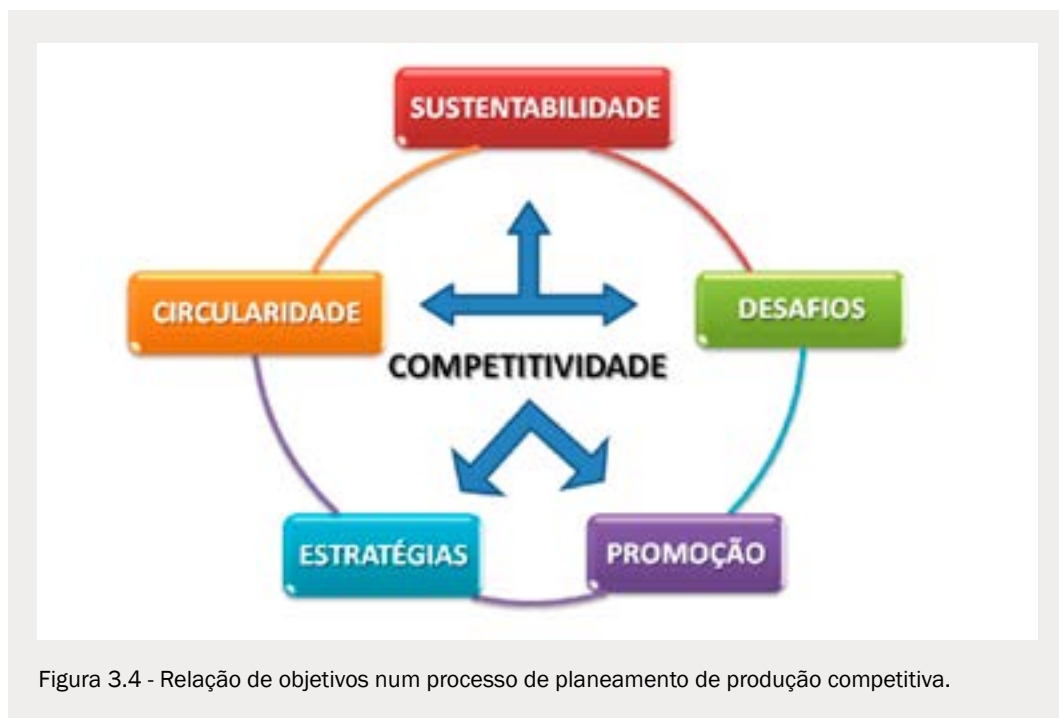 SUSTENTABILIDADE
CIRCULARIDADE
DESAFIOS
COMPETITIVIDADE
ESTRATÉGIAS
PROMOÇÃO
Figura 3.4 - Relação de objetivos num processo de planeamento de produção competitiva.